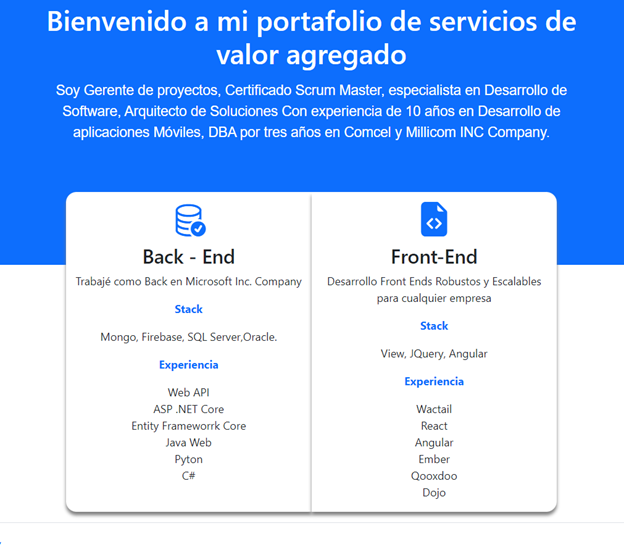 Bienvenido a mi portafolio de servicios de
valor agregado
Soy Gerente de proyectos, Certificado Scrum Master, especialista en Desarrollo de
Software, Arquitecto de Soluciones Con experiencia de 10 años en Desarrollo de
aplicaciones Móviles, DBA por tres años en Comcel y Millicom INC Company.
Back - End
Trabajé como Back en Microsoft Inc. Company
Stack
Mongo, Firebase, SQL Server,Oracle.
Experiencia
Web API
ASP .NET Core
Entity Frameworrk Core
Java Web
Pyton
C#
Front-End
Desarrollo Front Ends Robustos y Escalables
para cualquier empresa
Stack
View, JQuery, Angular
Experiencia
Wactail
React
Angular
Ember
Qooxdoo
Dojo